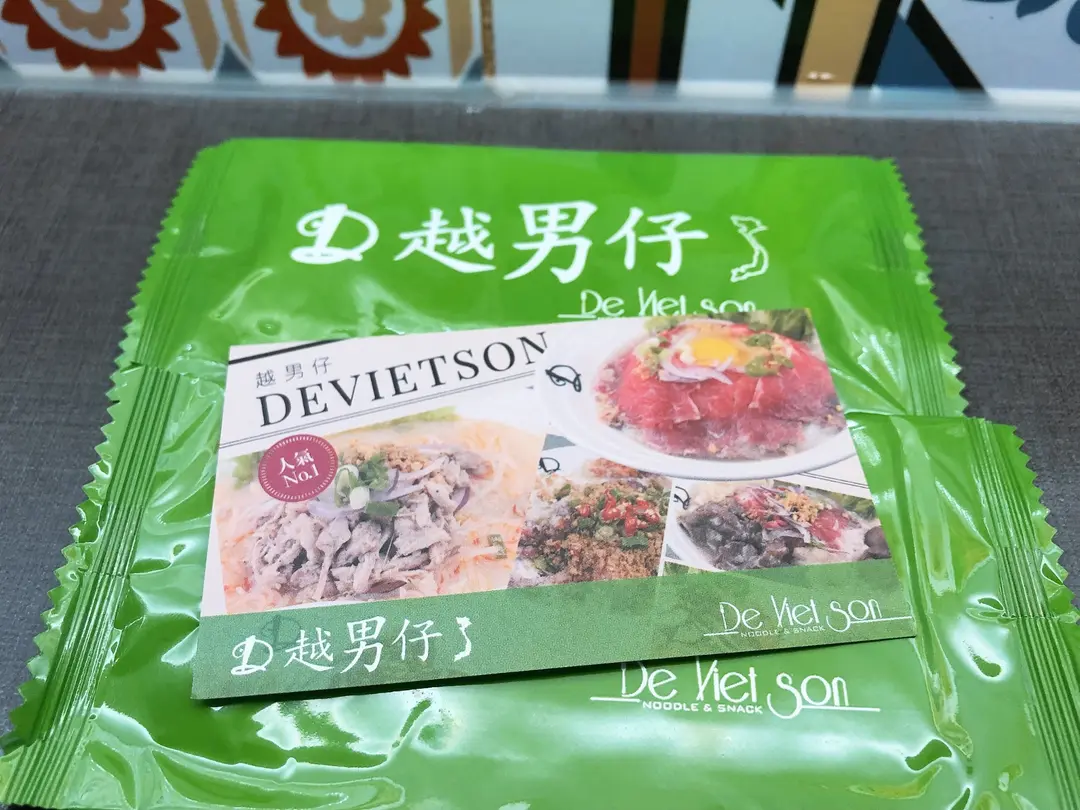 越男仔
De Viet son
越男仔
DEVIETSON
人氣
No.1
越男仔
De Viet son
NOODLE & SNACK
De Viet son
NOODLE & SNACK